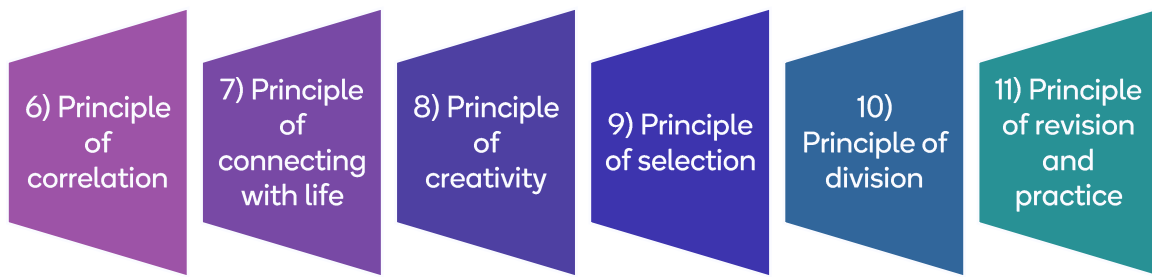 6) Principle
of
correlation
7) Principle
of
connecting
with life
8) Principle
of
creativity
9) Principle
of selection
10)
Principle of
division
11) Principle
of revision
and
practice